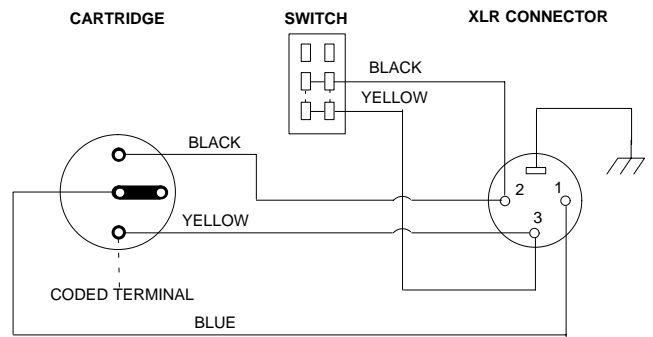 CARTRIDGE
SWITCH
XLR CONNECTOR
BLACK
YELLOW
BLACK
2
1
3
YELLOW
CODED TERMINAL
BLUE